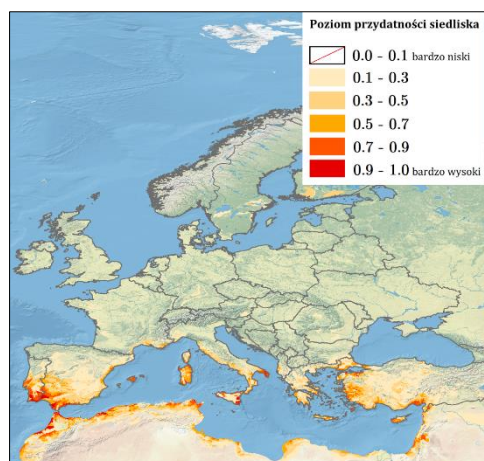 Poziom przydatności siedliska
0.0 - 0.1 bardzo niski
0.1 - 0.3
0.3 - 0.5
0.5 - 0.7
0.7 - 0.9
0.9 - 1.0 bardzo wysoki